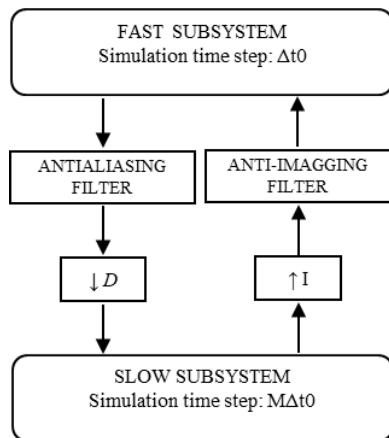 FAST SUBSYSTEM
Simulation time step: Δt0
ANTIALIASING
FILTER
ANTI-IMAGGING
FILTER
↓ D
↑ I
SLOW SUBSYSTEM
Simulation time step: MΔt0